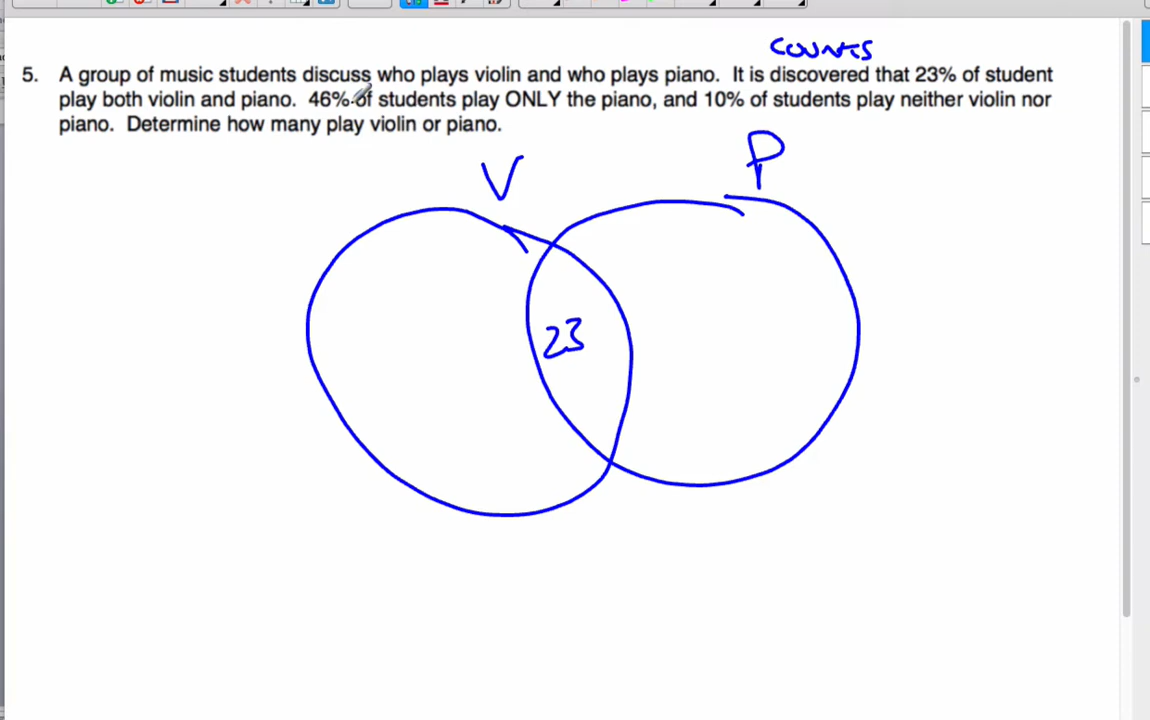 COUNTS
5. A group of music students discuss who plays violin and who plays piano. It is discovered that 23% of student
play both violin and piano. 46% of students play ONLY the piano, and 10% of students play neither violin nor
piano. Determine how many play violin or piano.
V
P
23